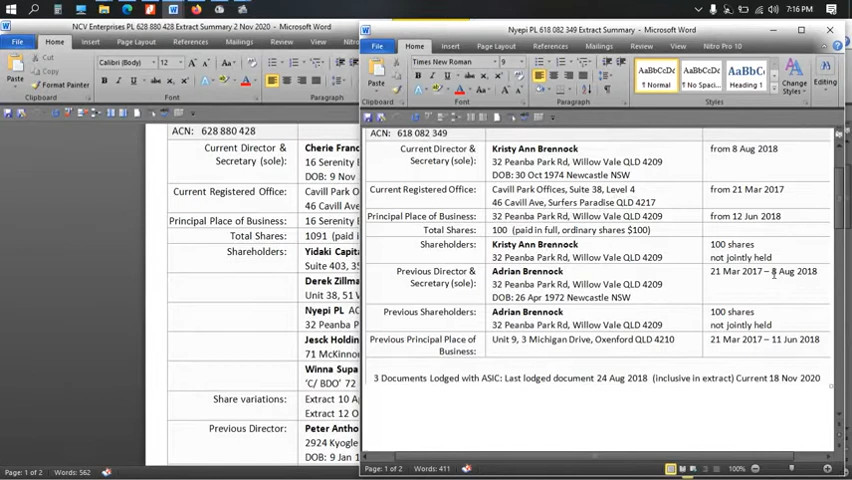 7:16 PM
NCV Enterprises PL 628 880 428 Extract Summary 2 Nov 2020
File Home Insert Page Layout References Mailings
Cut
Copy
Format Painter
Paste
Clipboard
Calibri (Body) 12
Font
Paragraph
ACN: 628 880 428
Current Director & Secretary (sole):
Cherie Franc
16 Serenity B
DOB: 9 Nov
Current Registered Office:
Cavill Park O
46 Cavill Ave
Principal Place of Business:
16 Serenity B
Total Shares:
1091 (paid i
Shareholders:
Yidaki Capita
Suite 403, 35
Derek Zillma
Unit 38, 51 W
Nyepi PL AC
32 Peanba P
Jesck Holdin
71 McKinnon
Winna Supa
'C/ BDO' 72
Share variations:
Extract 10 A
Extract 12 O
Previous Director:
Peter Antho
2924 Kyogle
DOB: 9 Jan 1
Page: 1 of 2 Words: 562
Nyepi PL 618 082 349 Extract Summary - Microsoft Word
File Home Insert Page Layout References Mailings Review View Nitro Pro 10
Paste
Clipboard
Times New Roman 9
Font
Paragraph
AaBbCcDc AaBbCcDc AaBbC
¶ Normal ¶ No Spaci... Heading 1
Change Styles
Styles
Editing
ACN: 618 082 349
Current Director & Secretary (sole):
Kristy Ann Brennock
32 Peanba Park Rd, Willow Vale QLD 4209
DOB: 30 Oct 1974 Newcastle NSW
from 8 Aug 2018
Current Registered Office:
Cavill Park Offices, Suite 38, Level 4
46 Cavill Ave, Surfers Paradise QLD 4217
from 21 Mar 2017
Principal Place of Business:
32 Peanba Park Rd, Willow Vale QLD 4209
from 12 Jun 2018
Total Shares:
100 (paid in full, ordinary shares $100)
Shareholders:
Kristy Ann Brennock
32 Peanba Park Rd, Willow Vale QLD 4209
100 shares
not jointly held
Previous Director & Secretary (sole):
Adrian Brennock
32 Peanba Park Rd, Willow Vale QLD 4209
DOB: 26 Apr 1972 Newcastle NSW
21 Mar 2017 – 8 Aug 2018
Previous Shareholders:
Adrian Brennock
32 Peanba Park Rd, Willow Vale QLD 4209
100 shares
not jointly held
Previous Principal Place of Business:
Unit 9, 3 Michigan Drive, Oxenford QLD 4210
21 Mar 2017 – 11 Jun 2018
3 Documents Lodged with ASIC: Last lodged document 24 Aug 2018 (inclusive in extract) Current 18 Nov 2020
Page: 1 of 2 Words: 411
100%